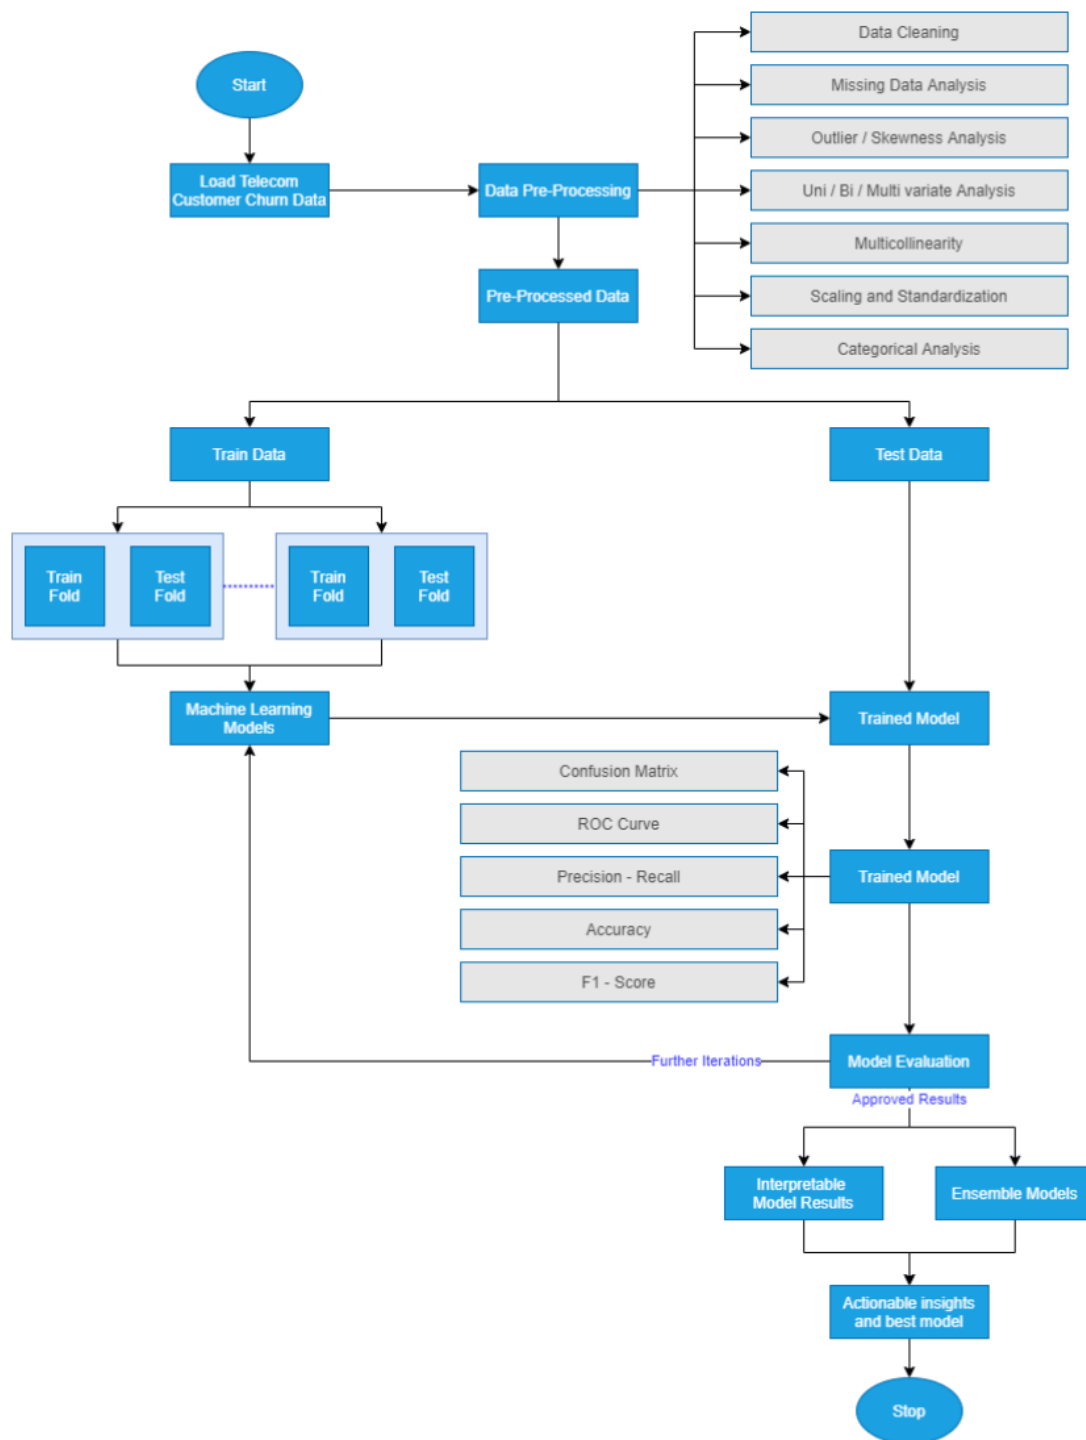 Start
Load Telecom
Customer Churn Data
Data Pre-Processing
Data Cleaning
Missing Data Analysis
Outlier / Skewness Analysis
Uni / Bi / Multi variate Analysis
Multicollinearity
Scaling and Standardization
Categorical Analysis
Pre-Processed Data
Train Data
Test Data
Train
Fold
Test
Fold
Train
Fold
Test
Fold
Machine Learning
Models
Trained Model
Confusion Matrix
ROC Curve
Precision - Recall
Accuracy
F1 - Score
Trained Model
Further Iterations
Model Evaluation
Approved Results
Interpretable
Model Results
Ensemble Models
Actionable insights
and best model
Stop